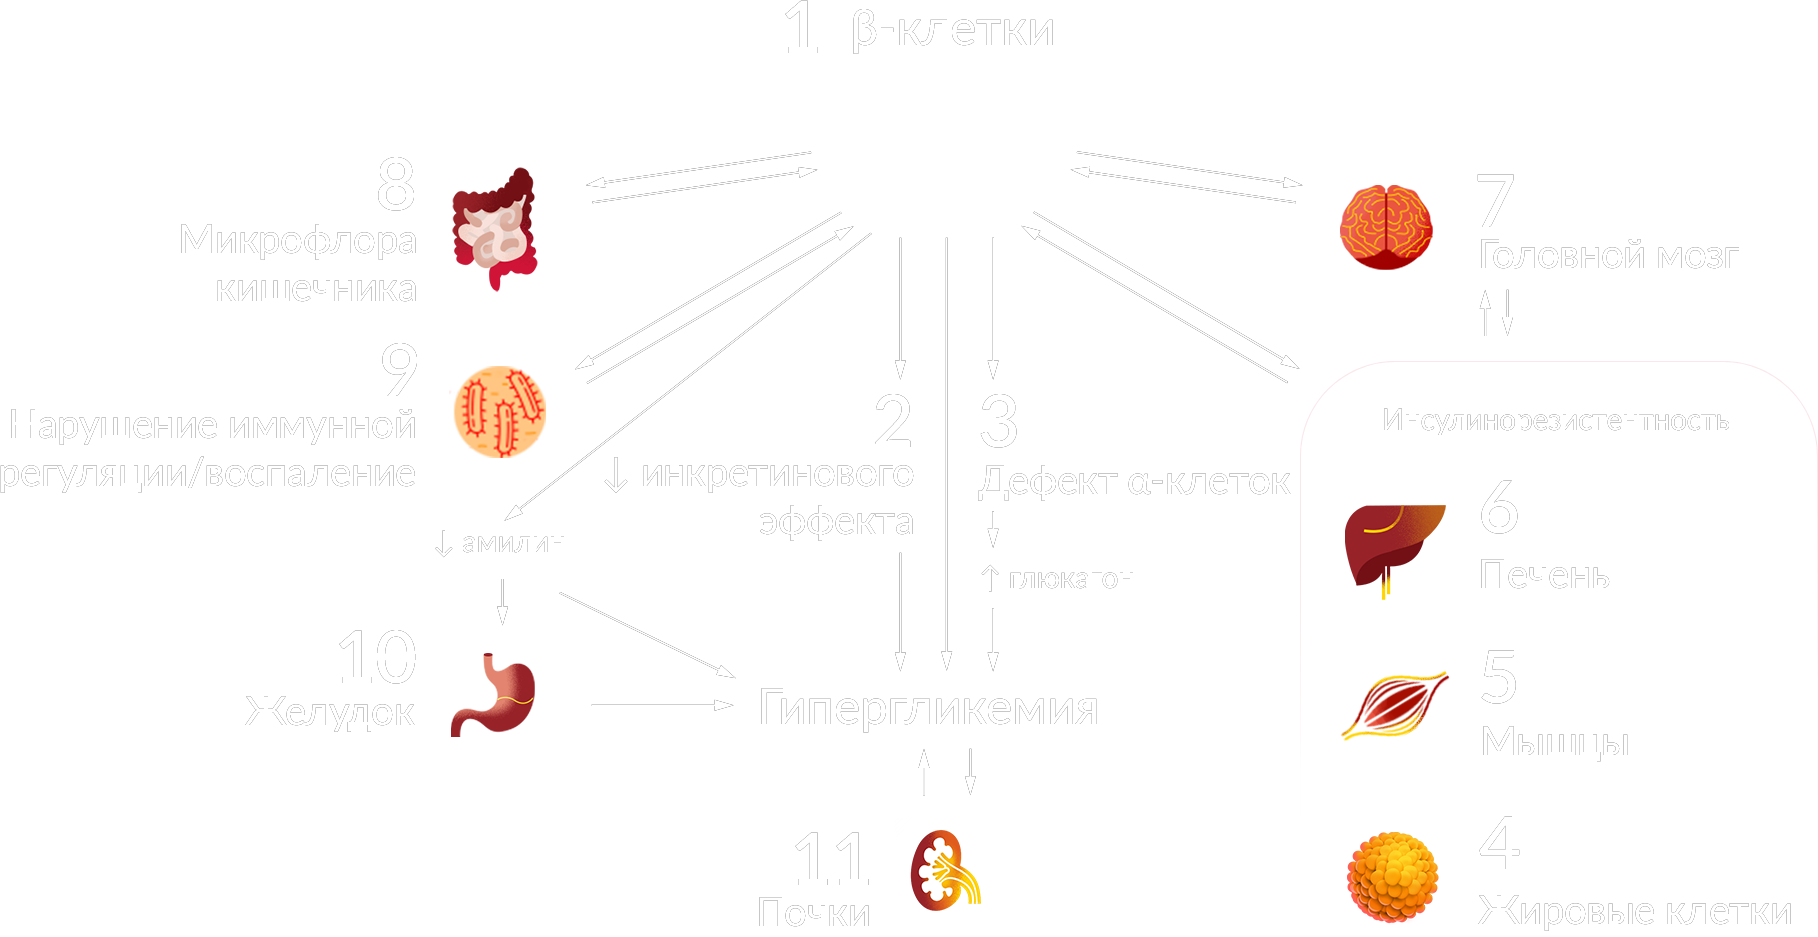 1 β-клетки
8
Микрофлора
кишечника
7
Головной мозг
9
Нарушение иммунной
регуляции/воспаление
2
↓ инкретинового
эффекта
3
Дефект α-клеток
↑ глюкагон
Инсулинорезистентность
6
Печень
5
Мышцы
4
Жировые клетки
↓ амилин
10
Желудок
Гипергликемия
11
Почки